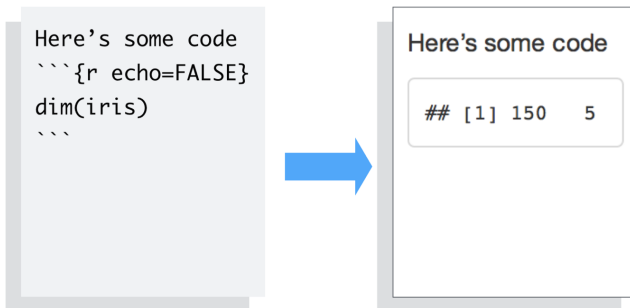 Here’s some code
```{r echo=FALSE}
dim(iris)
```
Here’s some code
## [1] 150   5